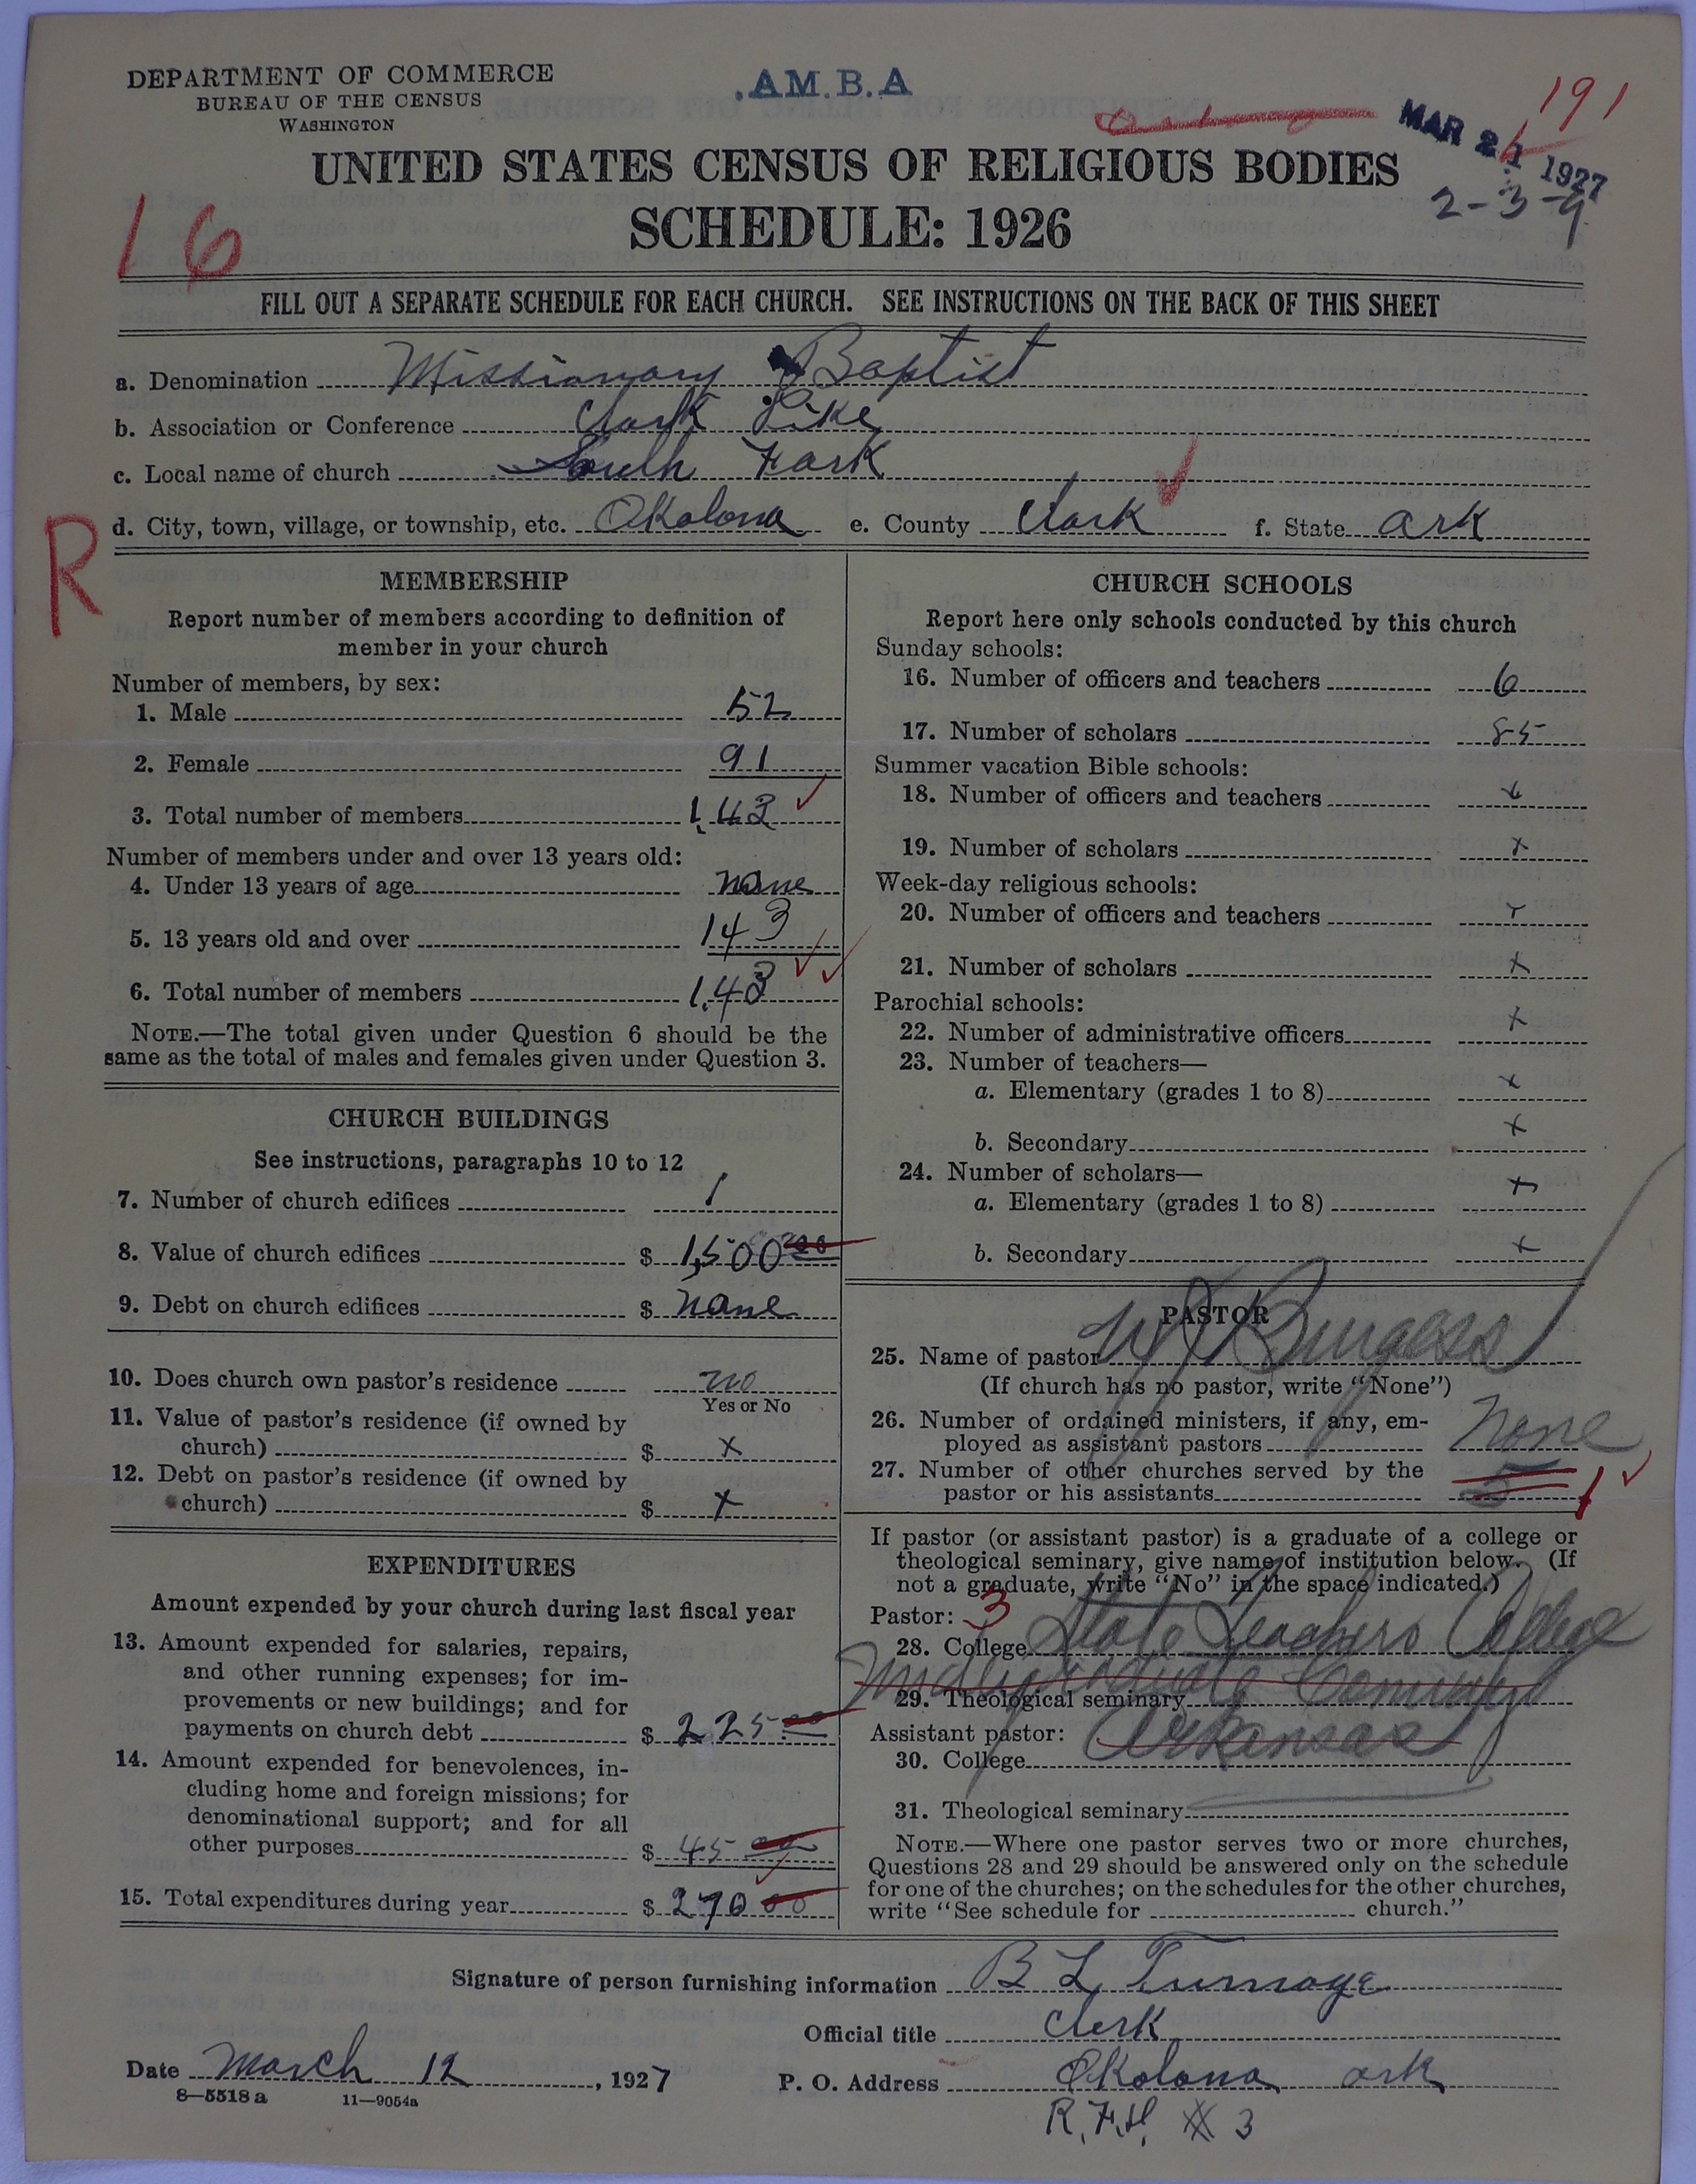 DEPARTMENT OF COMMERCE
BUREAU OF THE CENSUS
WASHINGTON
.AM.B.A
191
MAR 21 1927
2-3-9
UNITED STATES CENSUS OF RELIGIOUS BODIES
SCHEDULE: 1926
16
FILL OUT A SEPARATE SCHEDULE FOR EACH CHURCH. SEE INSTRUCTIONS ON THE BACK OF THIS SHEET
a. Denomination Missionary Baptist
b. Association or Conference Clark Pike
c. Local name of church South Fork
d. City, town, village, or township, etc. Okolona e. County Clark f. State Ark
R
MEMBERSHIP
Report number of members according to definition of
member in your church
Number of members, by sex:
1. Male 52
2. Female 91
3. Total number of members 143
Number of members under and over 13 years old:
4. Under 13 years of age none
5. 13 years old and over 143
6. Total number of members 143
NOTE.—The total given under Question 6 should be the
same as the total of males and females given under Question 3.
CHURCH BUILDINGS
See instructions, paragraphs 10 to 12
7. Number of church edifices 1
8. Value of church edifices $ 1,500 00
9. Debt on church edifices $ none
10. Does church own pastor's residence no
Yes or No
11. Value of pastor's residence (if owned by
church) $ x
12. Debt on pastor's residence (if owned by
church) $ x
EXPENDITURES
Amount expended by your church during last fiscal year
13. Amount expended for salaries, repairs,
and other running expenses; for im-
provements or new buildings; and for
payments on church debt $ 225.00
14. Amount expended for benevolences, in-
cluding home and foreign missions; for
denominational support; and for all
other purposes $ 45 00
15. Total expenditures during year $ 270 00
CHURCH SCHOOLS
Report here only schools conducted by this church
Sunday schools:
16. Number of officers and teachers 6
17. Number of scholars 85
Summer vacation Bible schools:
18. Number of officers and teachers x
19. Number of scholars x
Week-day religious schools:
20. Number of officers and teachers x
21. Number of scholars x
Parochial schools:
22. Number of administrative officers x
23. Number of teachers—
a. Elementary (grades 1 to 8) x
b. Secondary x
24. Number of scholars—
a. Elementary (grades 1 to 8) x
b. Secondary x
PASTOR
25. Name of pastor W J Burgess
(If church has no pastor, write "None")
26. Number of ordained ministers, if any, em-
ployed as assistant pastors None
27. Number of other churches served by the
pastor or his assistants 5 1
If pastor (or assistant pastor) is a graduate of a college or
theological seminary, give name of institution below. (If
not a graduate, write "No" in the space indicated.)
Pastor: 3
28. College State Teachers College
29. Theological seminary
Assistant pastor: Arkansas
30. College
31. Theological seminary
NOTE.—Where one pastor serves two or more churches,
Questions 28 and 29 should be answered only on the schedule
for one of the churches; on the schedules for the other churches,
write "See schedule for church."
Signature of person furnishing information B L Turnage
Official title Clerk
Date March 12, 1927 P. O. Address Okolona Ark
8—5518 a 11—9054a
R.F.D. # 3